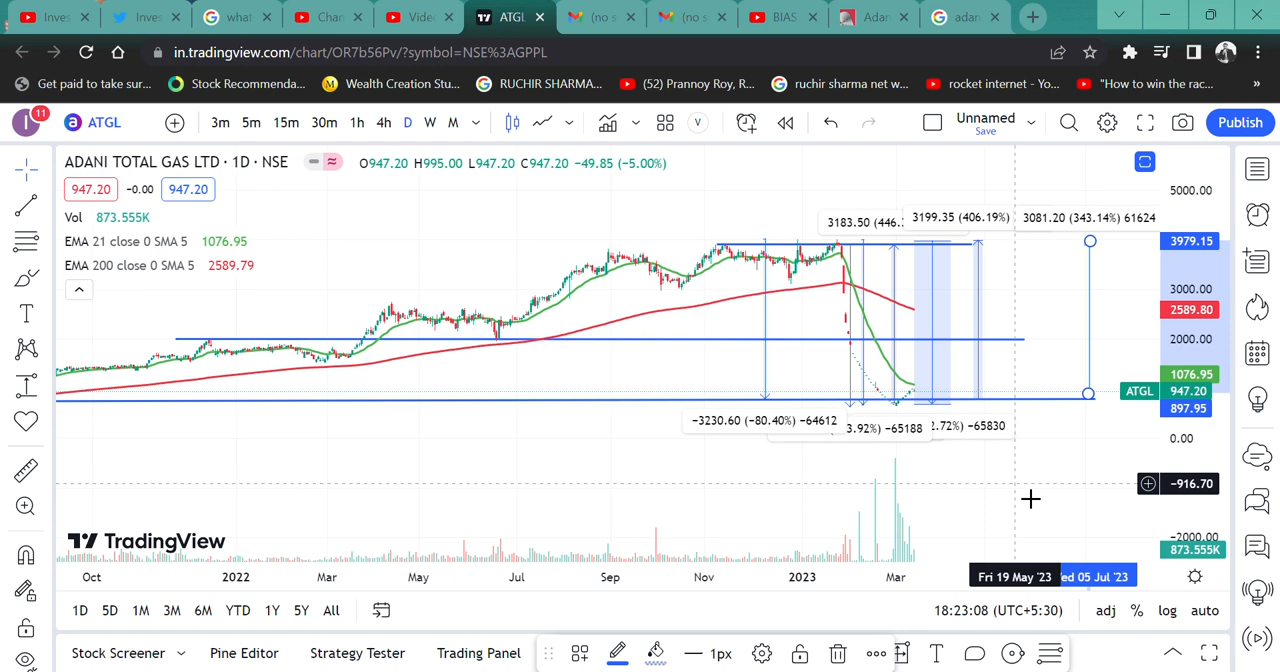 Inves Inves what Chan Video ATGL (no s (no s BIAS Adan adan
in.tradingview.com/chart/OR7b56Pv/?symbol=NSE%3AGPPL
Get paid to take sur... Stock Recommenda... Wealth Creation Stu... RUCHIR SHARMA... (52) Prannoy Roy, R... ruchir sharma net w... rocket internet - Yo... "How to win the rac... »
I 11 ATGL 3m 5m 15m 30m 1h 4h D W M V Unnamed Save Publish
ADANI TOTAL GAS LTD · 1D · NSE O947.20 H995.00 L947.20 C947.20 −49.85 (−5.00%)
947.20 -0.00 947.20
Vol 873.555K
EMA 21 close 0 SMA 5 1076.95
EMA 200 close 0 SMA 5 2589.79
3183.50 (446. 3199.35 (406.19%) 3081.20 (343.14%) 61624
−3230.60 (−80.40%) −64612 3.92%) −65188 2.72%) −65830
5000.00
3979.15
3000.00
2589.80
2000.00
1076.95
ATGL 947.20
897.95
0.00
−916.70
−2000.00
873.555K
TradingView
Oct 2022 Mar May Jul Sep Nov 2023 Mar Fri 19 May '23 ed 05 Jul '23
1D 5D 1M 3M 6M YTD 1Y 5Y All 18:23:08 (UTC+5:30) adj % log auto
Stock Screener Pine Editor Strategy Tester Trading Panel 1px